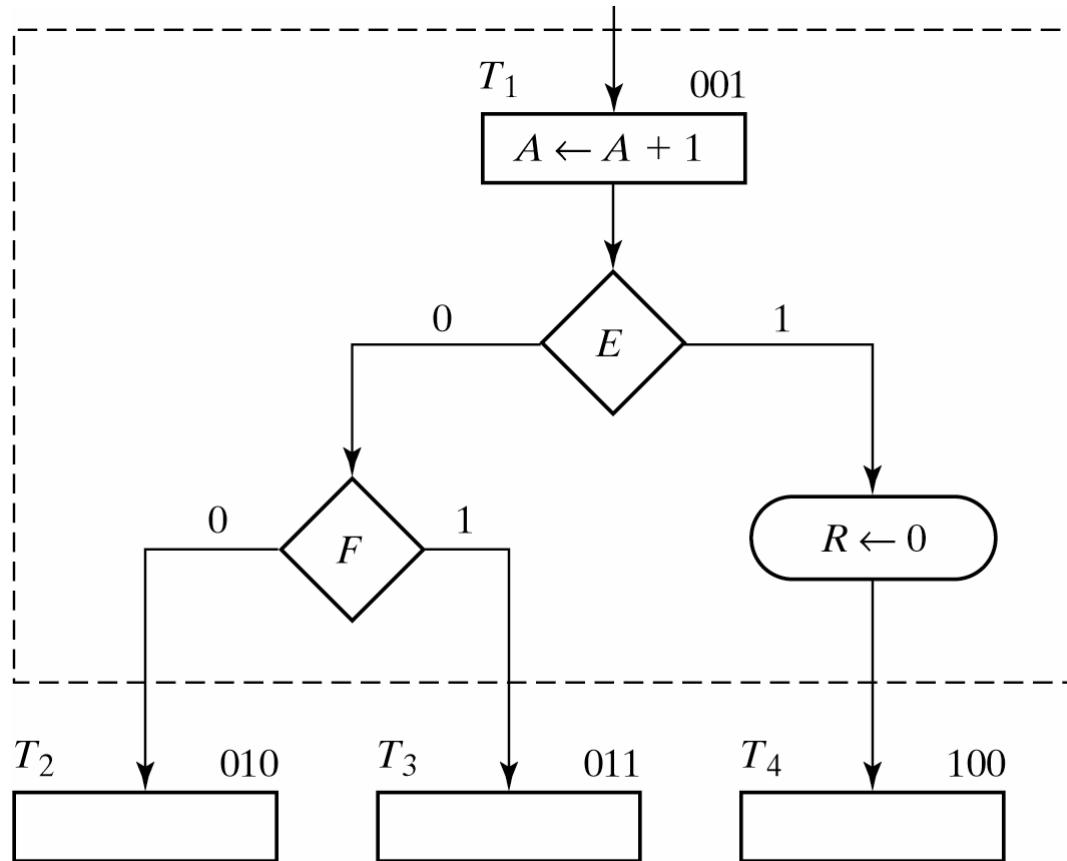 T₁ 001
A ← A + 1
0 E 1
0 F 1
R ← 0
T₂ 010 T₃ 011 T₄ 100